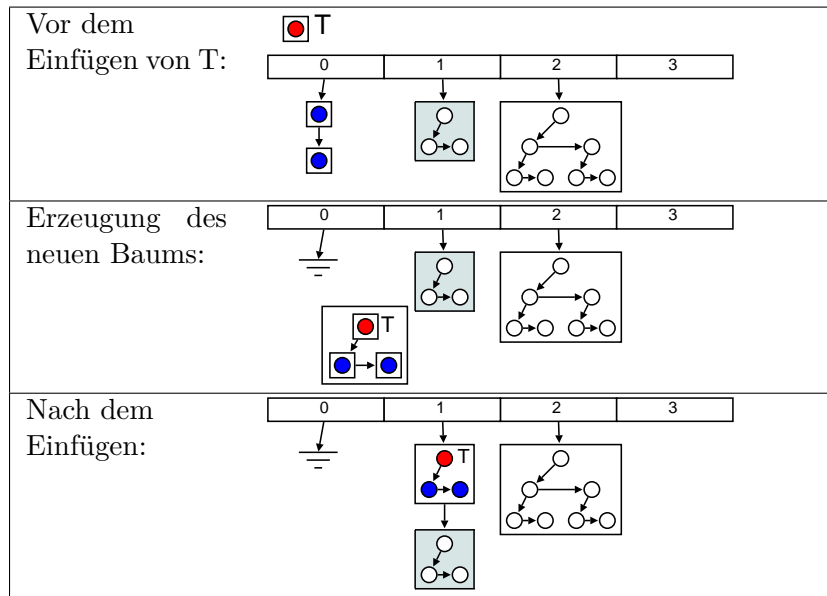 Vor dem
Einfügen von T:
T
0 1 2 3
Erzeugung des
neuen Baums:
0 1 2 3
T
Nach dem
Einfügen:
0 1 2 3
T